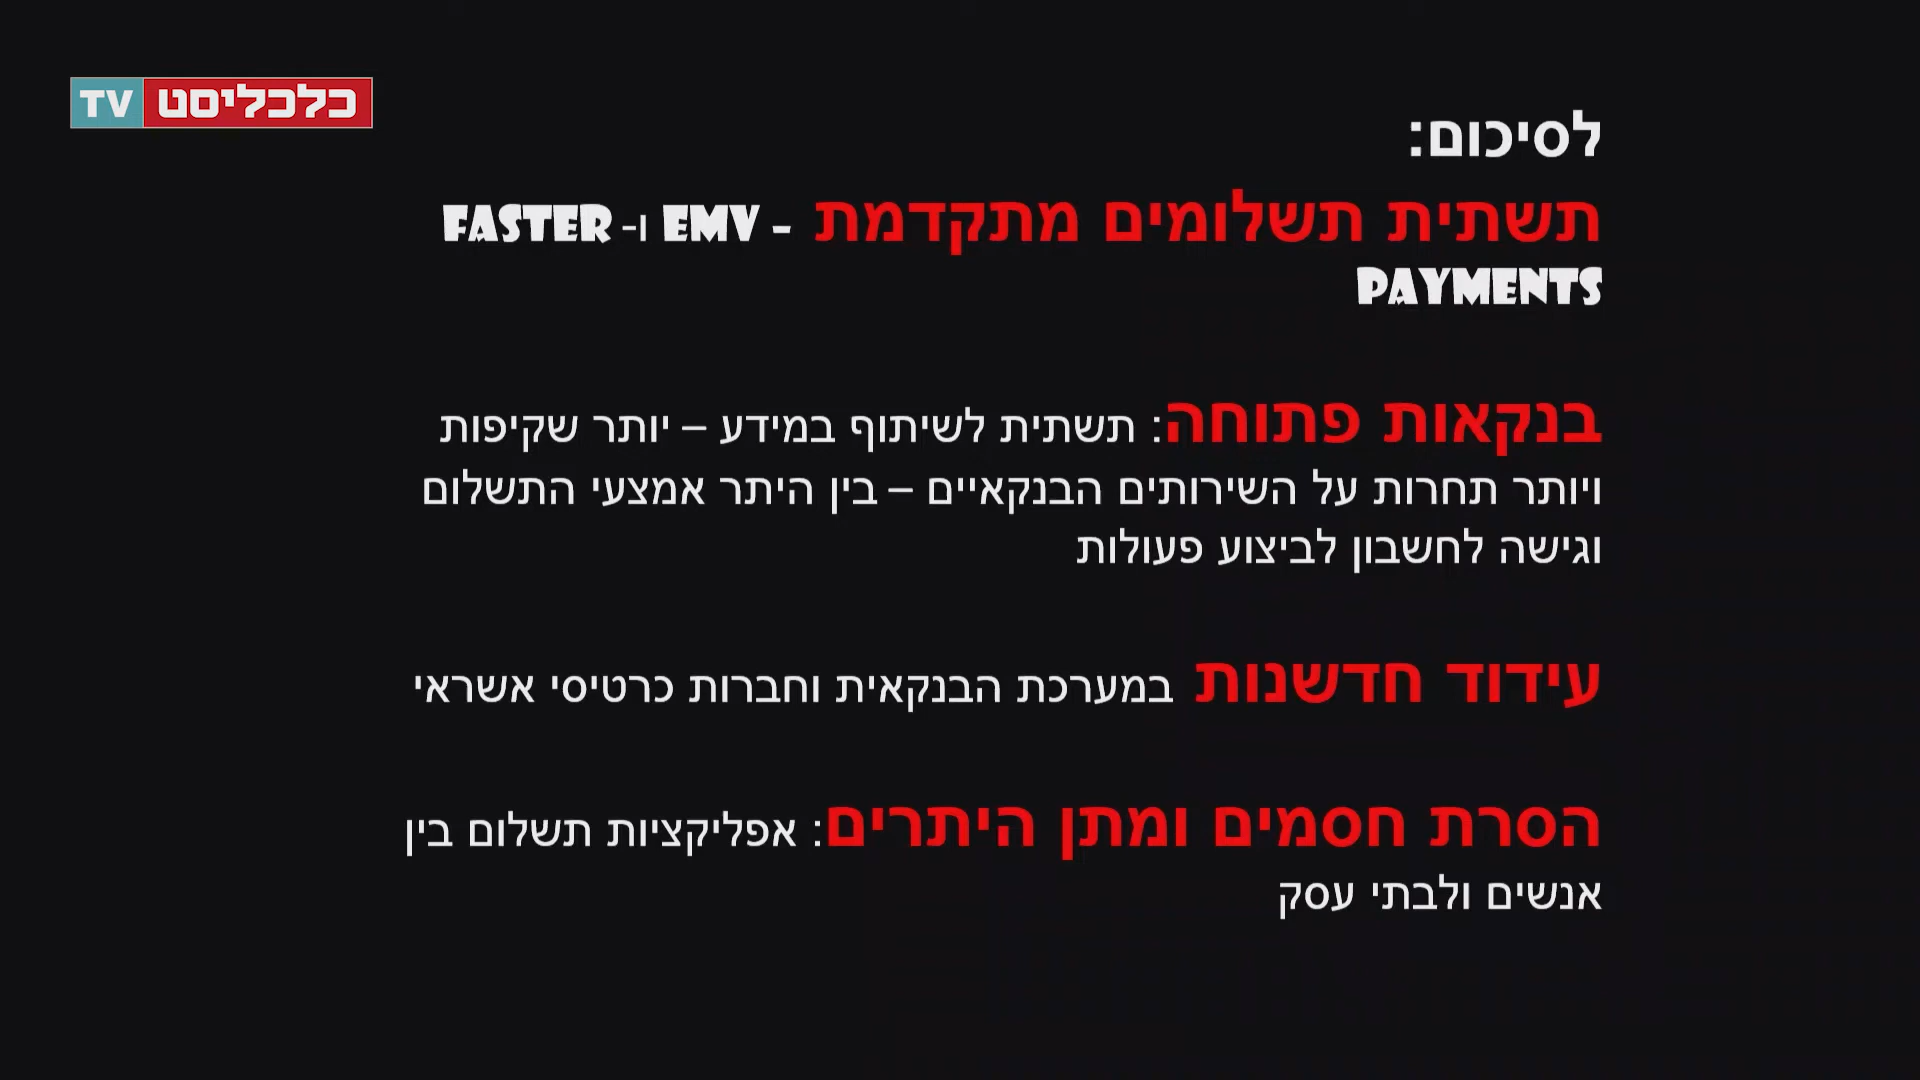 כלכליסט TV
לסיכום:
תשתית תשלומים מתקדמת - EMV ו- FASTER
PAYMENTS
בנקאות פתוחה: תשתית לשיתוף במידע – יותר שקיפות
ויותר תחרות על השירותים הבנקאיים – בין היתר אמצעי התשלום
וגישה לחשבון לביצוע פעולות
עידוד חדשנות במערכת הבנקאית וחברות כרטיסי אשראי
הסרת חסמים ומתן היתרים: אפליקציות תשלום בין
אנשים ולבתי עסק